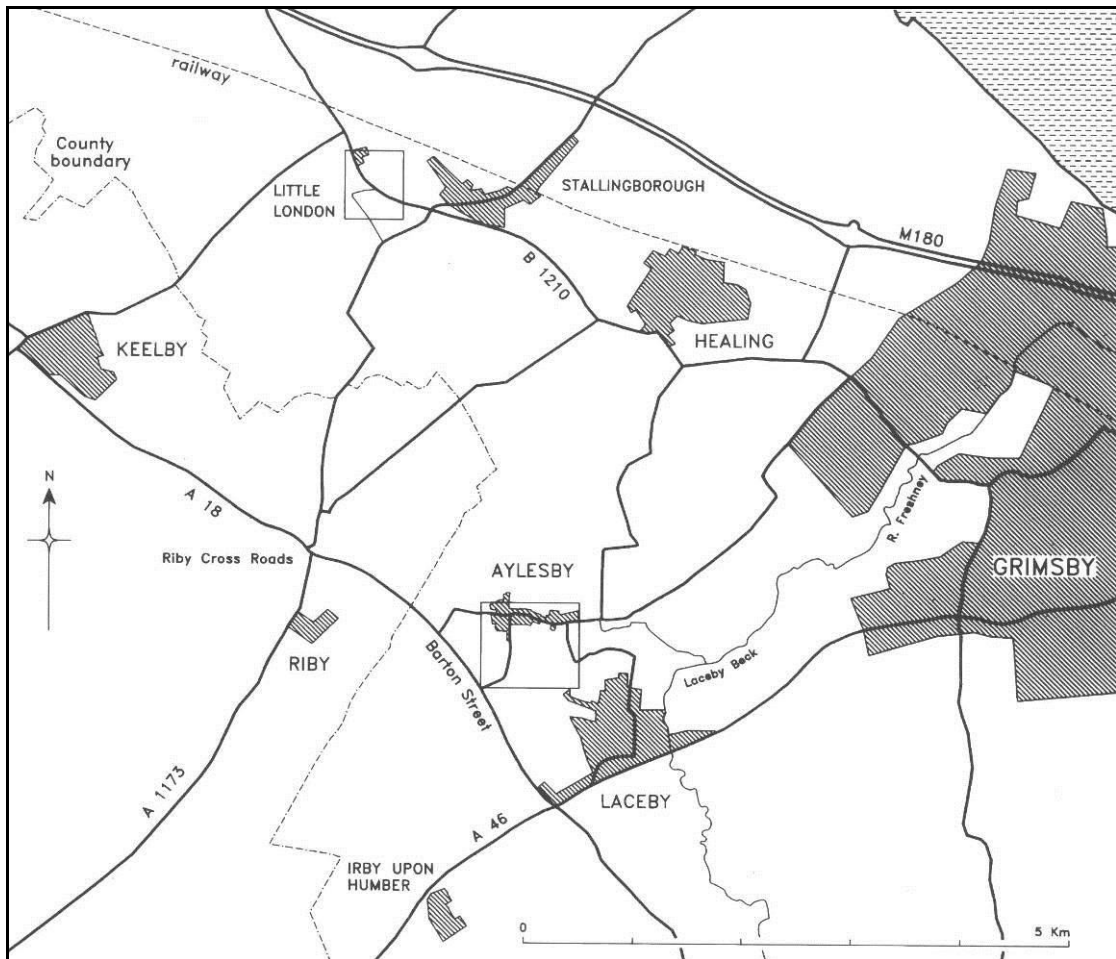 railway
County
boundary
LITTLE
LONDON
STALLINGBOROUGH
M180
B 1210
KEELBY
HEALING
N
A 18
R. Freshney
Riby Cross Roads
AYLESBY
GRIMSBY
RIBY
Barton Street
Laceby Beck
A 1173
LACEBY
A 46
IRBY UPON
HUMBER
0
5 Km